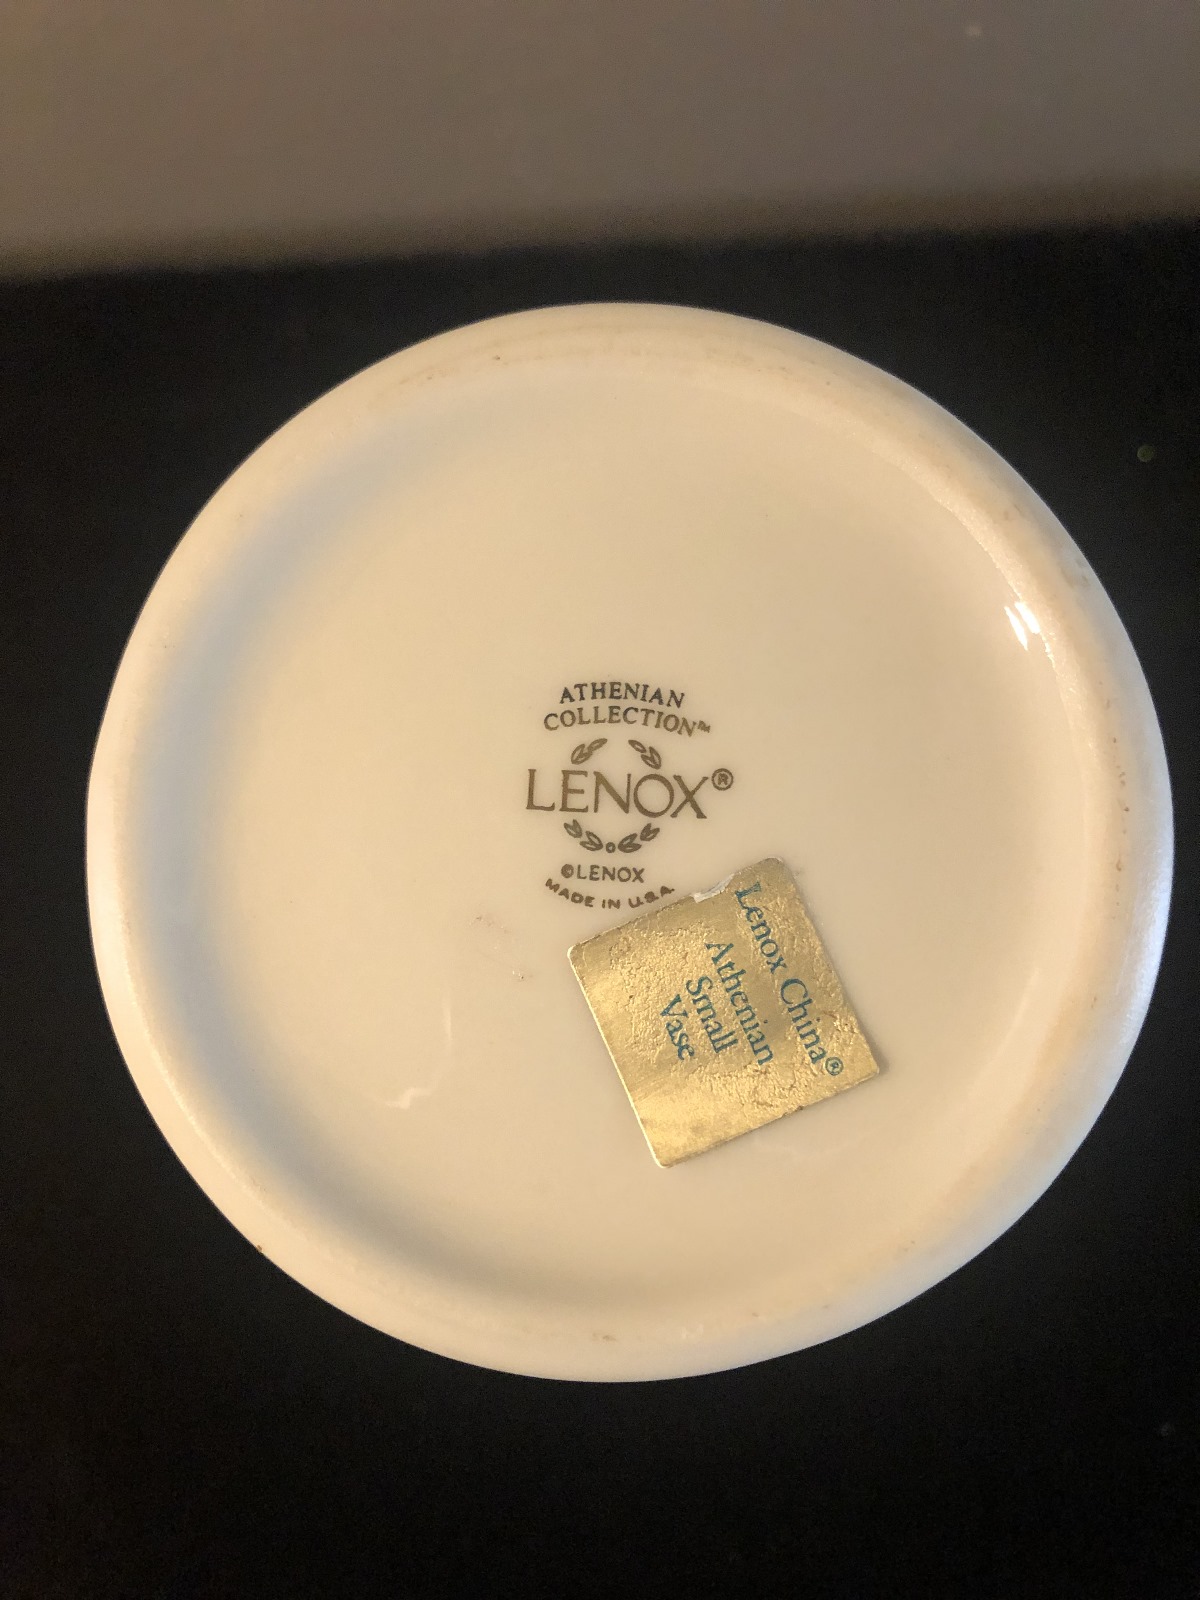 ATHENIAN
COLLECTION™
LENOX®
©LENOX
MADE IN U.S.A.
Lenox China®
Athenian
Small
Vase